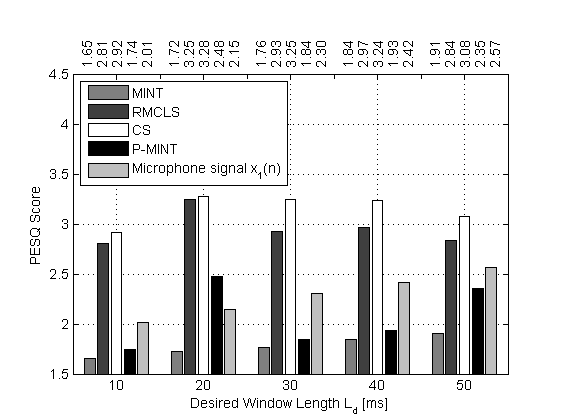 1.65 2.81 2.92 1.74 2.01 1.72 3.25 3.28 2.48 2.15 1.76 2.93 3.25 1.84 2.30 1.84 2.97 3.24 1.93 2.42 1.91 2.84 3.08 2.35 2.57
4.5
4
3.5
3
2.5
2
1.5
PESQ Score
MINT
RMCLS
CS
P-MINT
Microphone signal x1(n)
10 20 30 40 50
Desired Window Length Ld [ms]